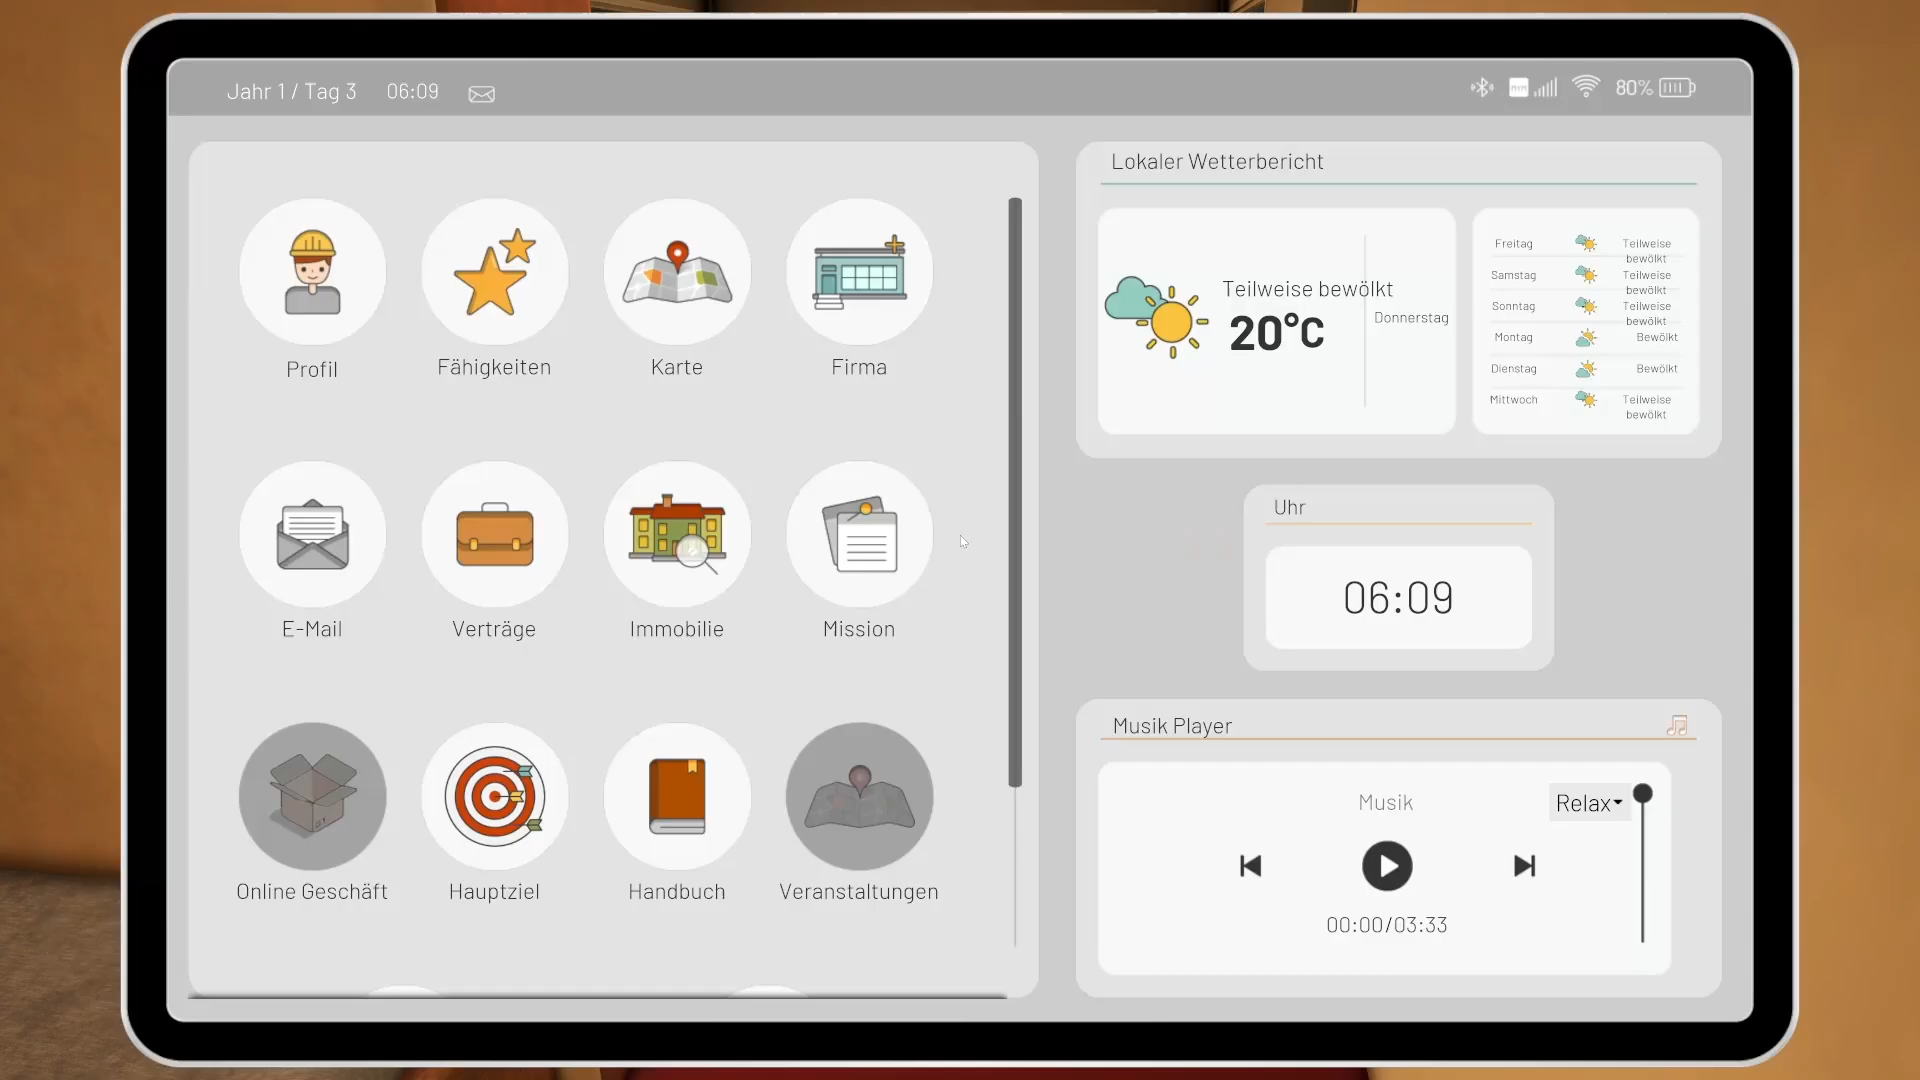 Jahr 1 / Tag 3 06:09 80%
Profil Fähigkeiten Karte Firma
E-Mail Verträge Immobilie Mission
Online Geschäft Hauptziel Handbuch Veranstaltungen
Lokaler Wetterbericht
Teilweise bewölkt
20°C
Donnerstag
Freitag Teilweise
bewölkt
Samstag Teilweise
bewölkt
Sonntag Teilweise
bewölkt
Montag Bewölkt
Dienstag Bewölkt
Mittwoch Teilweise
bewölkt
Uhr
06:09
Musik Player
Musik
Relax
00:00/03:33